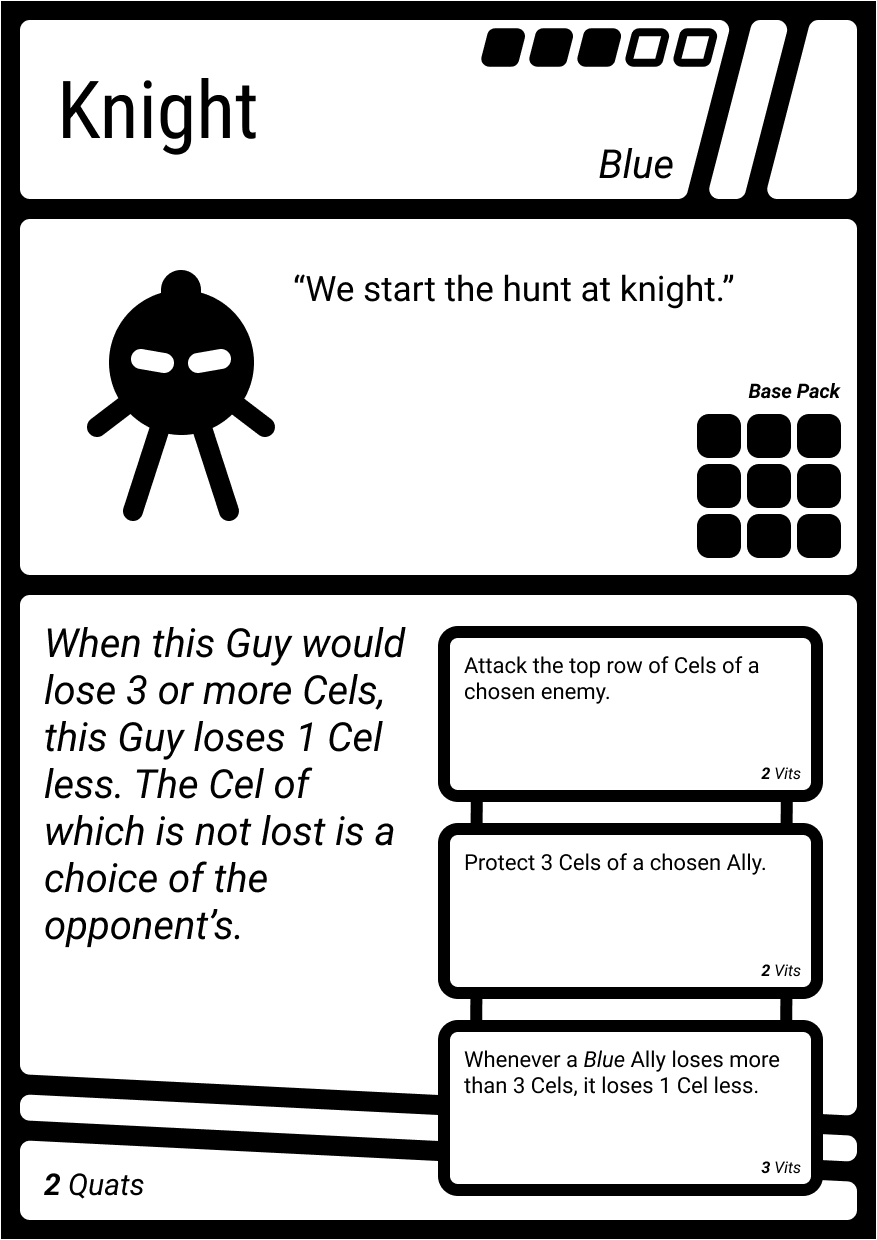 Knight
Blue
“We start the hunt at knight.”
Base Pack
When this Guy would
lose 3 or more Cels,
this Guy loses 1 Cel
less. The Cel of
which is not lost is a
choice of the
opponent’s.
Attack the top row of Cels of a
chosen enemy.
2 Vits
Protect 3 Cels of a chosen Ally.
2 Vits
Whenever a Blue Ally loses more
than 3 Cels, it loses 1 Cel less.
3 Vits
2 Quats